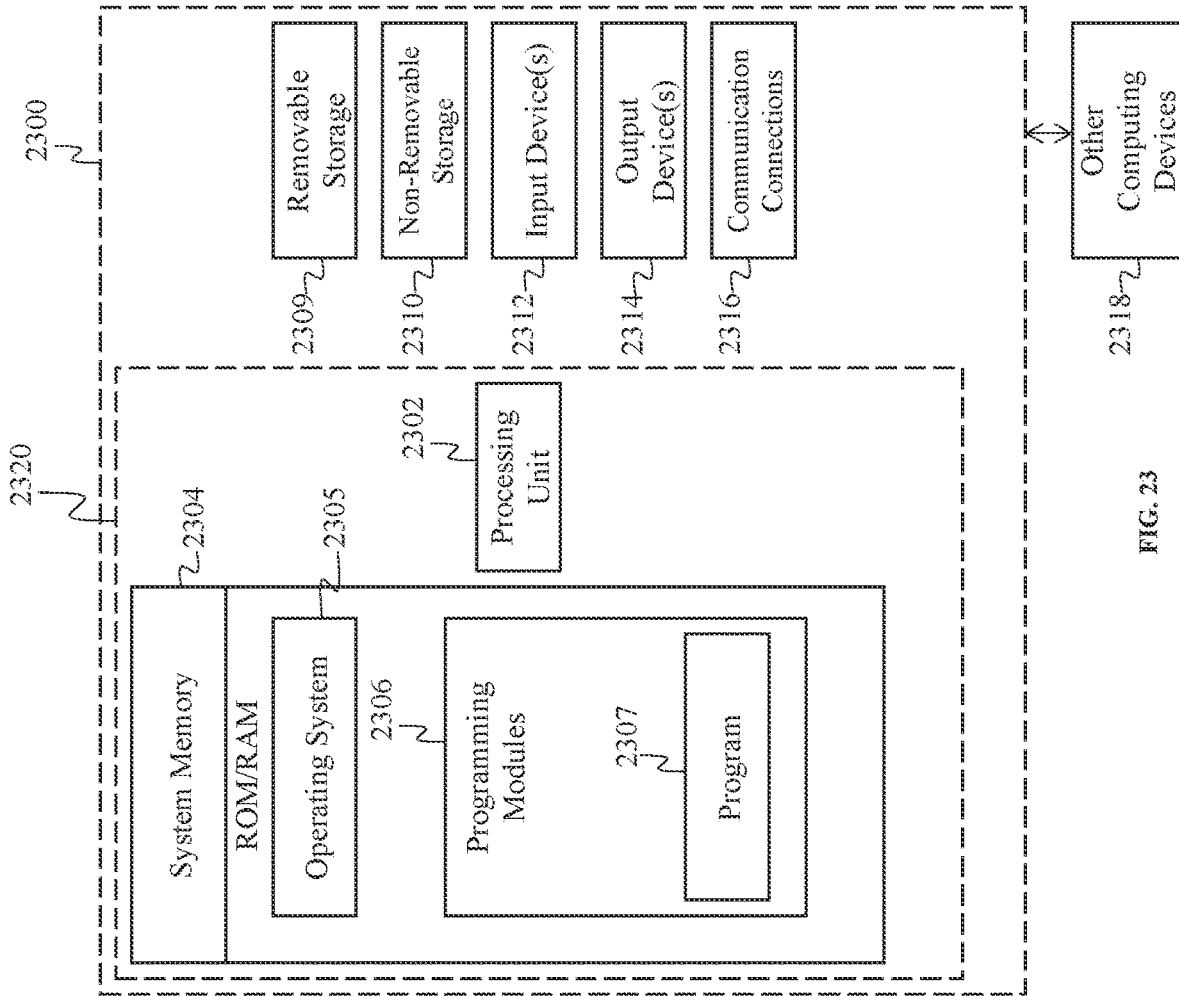 2300
2320
System Memory
2304
ROM/RAM
Operating System
2305
2306
Programming
Modules
2307
Program
2302
Processing
Unit
2309
Removable
Storage
2310
Non-Removable
Storage
2312
Input Device(s)
2314
Output
Device(s)
2316
Communication
Connections
2318
Other
Computing
Devices
FIG. 23